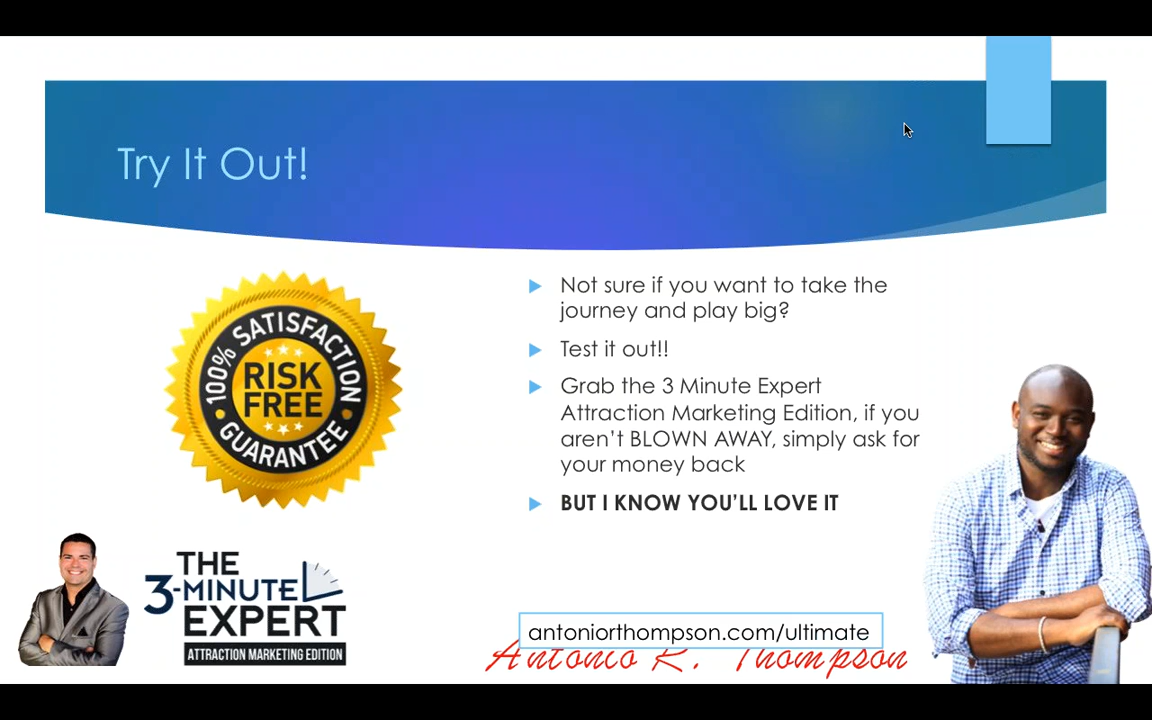 Try It Out!
100% SATISFACTION
RISK
FREE
GUARANTEE
Not sure if you want to take the
journey and play big?
Test it out!!
Grab the 3 Minute Expert
Attraction Marketing Edition, if you
aren't BLOWN AWAY, simply ask for
your money back
BUT I KNOW YOU'LL LOVE IT
THE
3-MINUTE
EXPERT
ATTRACTION MARKETING EDITION
antoniorthompson.com/ultimate
Antonio R. Thompson